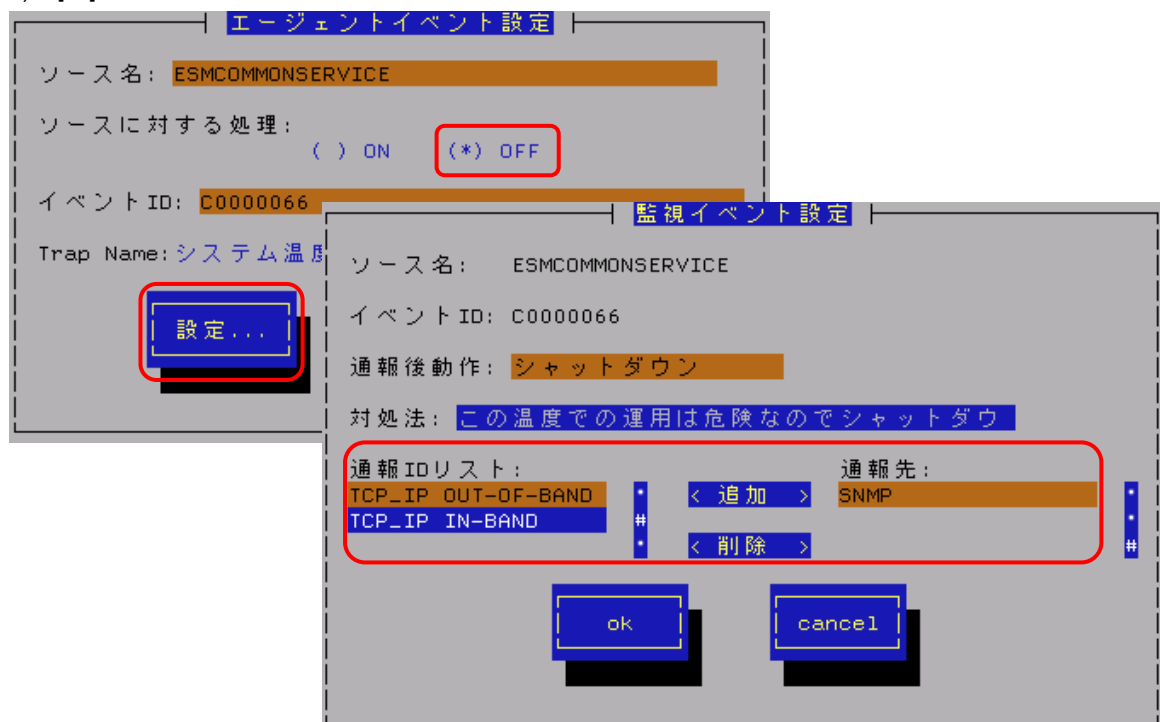 エージェントイベント設定
ソース名: ESMCOMMONSERVICE
ソースに対する処理:
( ) ON (*) OFF
イベントID: C0000066
Trap Name:システム温度
設定...
監視イベント設定
ソース名: ESMCOMMONSERVICE
イベントID: C0000066
通報後動作: シャットダウン
対処法: この温度での運用は危険なのでシャットダウ
通報IDリスト: 通報先:
TCP_IP OUT-OF-BAND < 追加 > SNMP
TCP_IP IN-BAND #
< 削除 > #
ok cancel